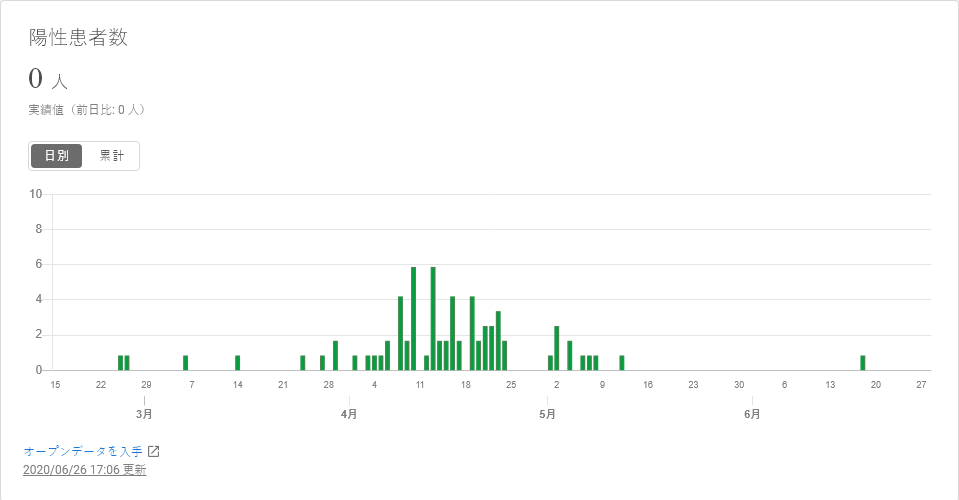 陽性患者数
0 人
実績値（前日比: 0 人）
日別 累計
10
8
6
4
2
0
15 22 29 7 14 21 28 4 11 18 25 2 9 16 23 30 6 13 20 27
3月 4月 5月 6月
オープンデータを入手
2020/06/26 17:06 更新